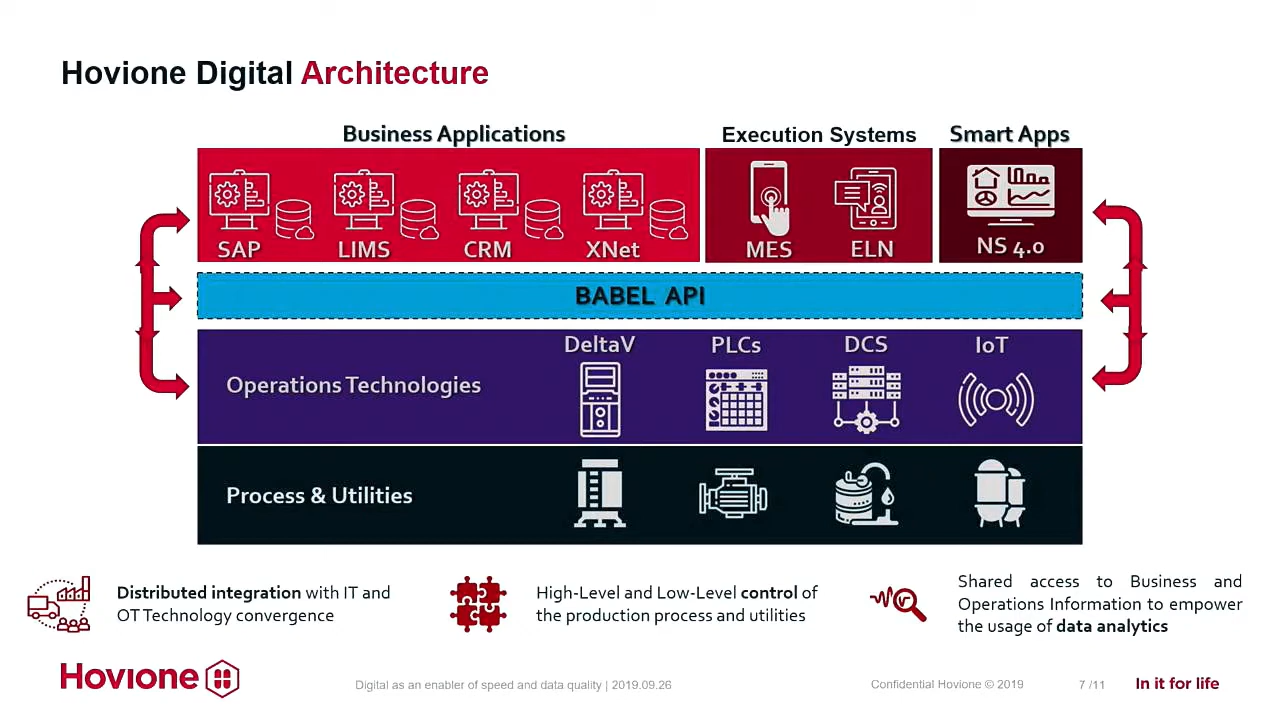 Hovione Digital Architecture
Business Applications
Execution Systems
Smart Apps
SAP
LIMS
CRM
XNet
MES
ELN
NS 4.0
BABEL API
DeltaV
PLCs
DCS
IoT
Operations Technologies
Process & Utilities
Distributed integration with IT and
OT Technology convergence
High-Level and Low-Level control of
the production process and utilities
Shared access to Business and
Operations Information to empower
the usage of data analytics
Hovione
Digital as an enabler of speed and data quality | 2019.09.26
Confidential Hovione © 2019
7 /11
In it for life